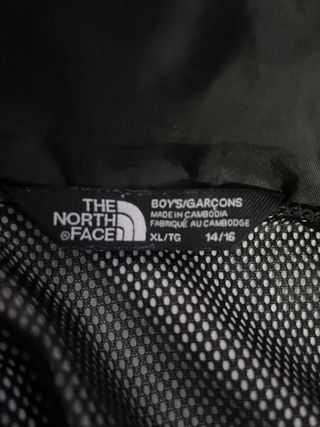 THE
NORTH
FACE
BOYS/GARÇONS
MADE IN CAMBODIA
FABRIQUÉ AU CAMBODGE
XL/TG 14/16